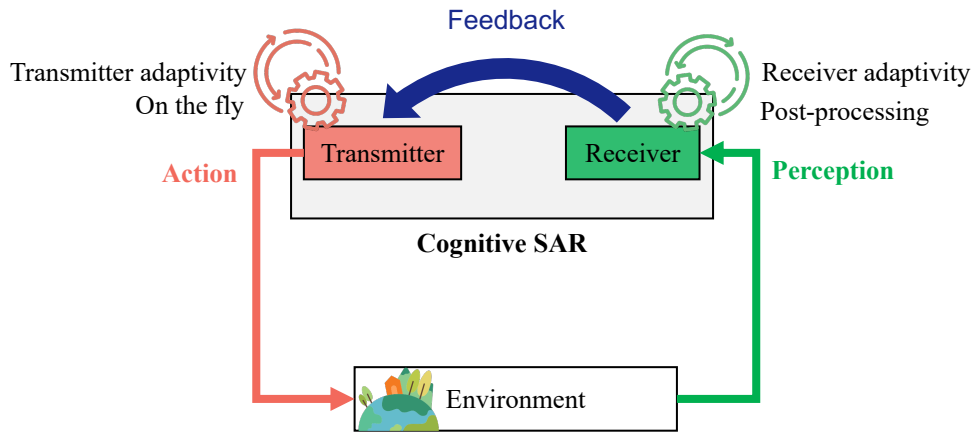 Feedback
Transmitter adaptivity
On the fly
Receiver adaptivity
Post-processing
Transmitter
Receiver
Action
Perception
Cognitive SAR
Environment